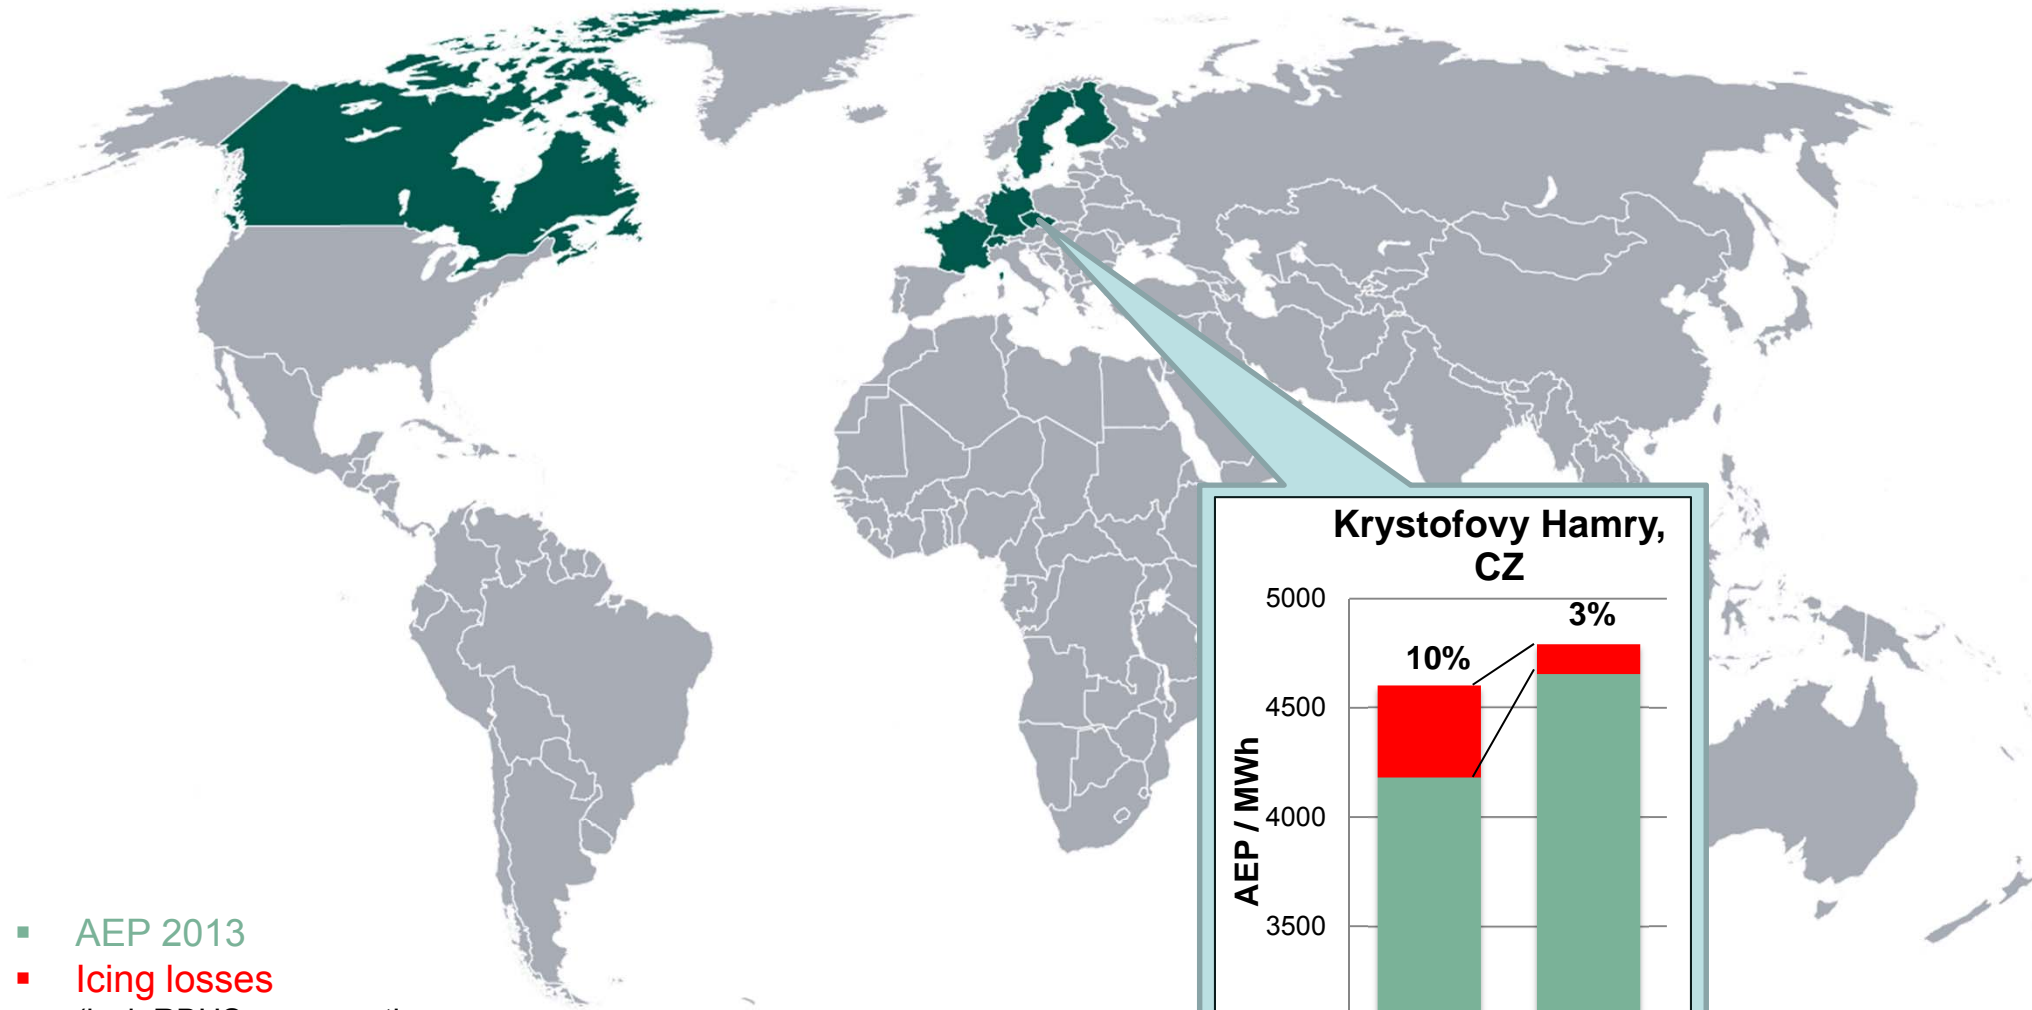 Krystofovy Hamry,
CZ
5000
3%
10%
4500
AEP / MWh
4000
3500
AEP 2013
Icing losses